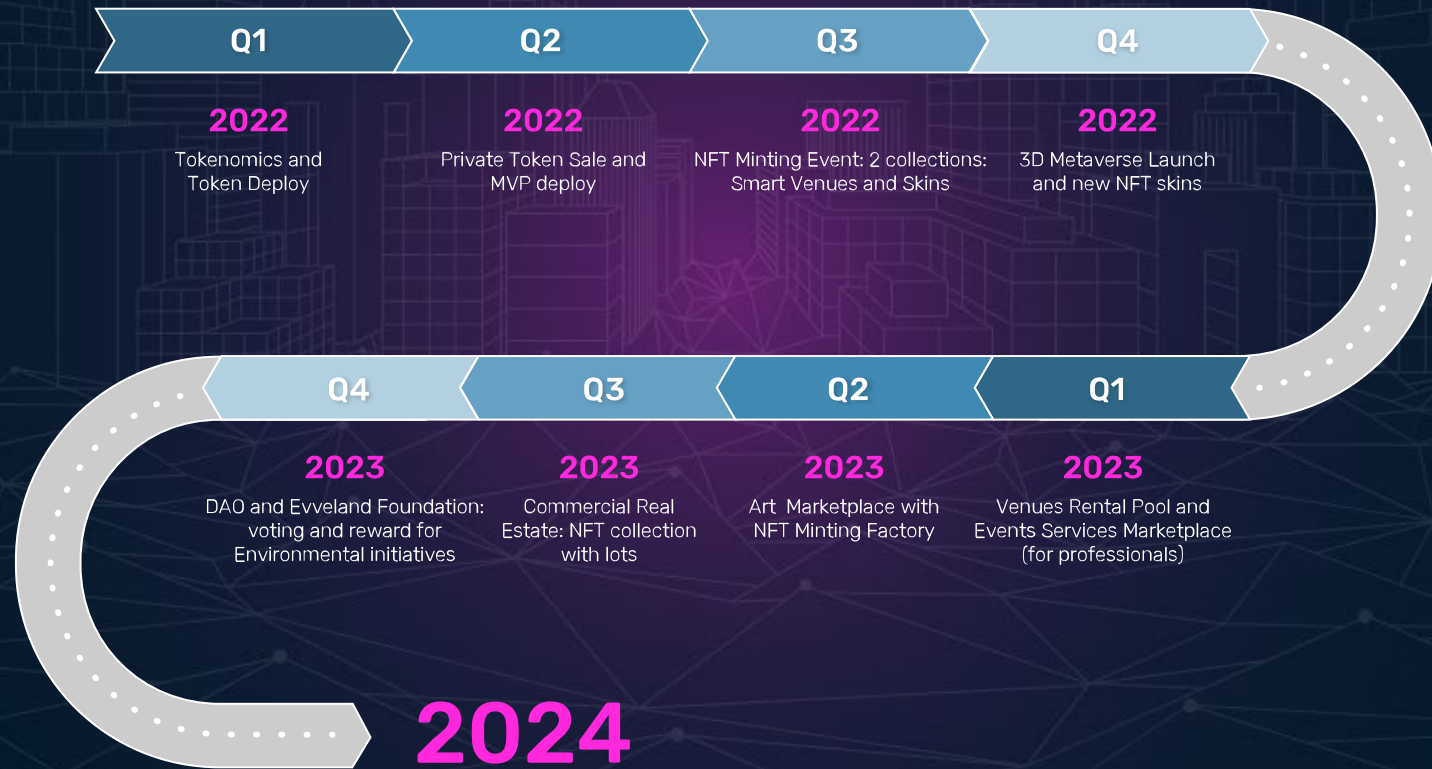 Q1
Q2
Q3
Q4
2022
Tokenomics and
Token Deploy
2022
Private Token Sale and
MVP deploy
2022
NFT Minting Event: 2 collections:
Smart Venues and Skins
2022
3D Metaverse Launch
and new NFT skins
Q4
Q3
Q2
Q1
2023
DAO and Evveland Foundation:
voting and reward for
Environmental initiatives
2023
Commercial Real
Estate: NFT collection
with lots
2023
Art Marketplace with
NFT Minting Factory
2023
Venues Rental Pool and
Events Services Marketplace
(for professionals)
2024